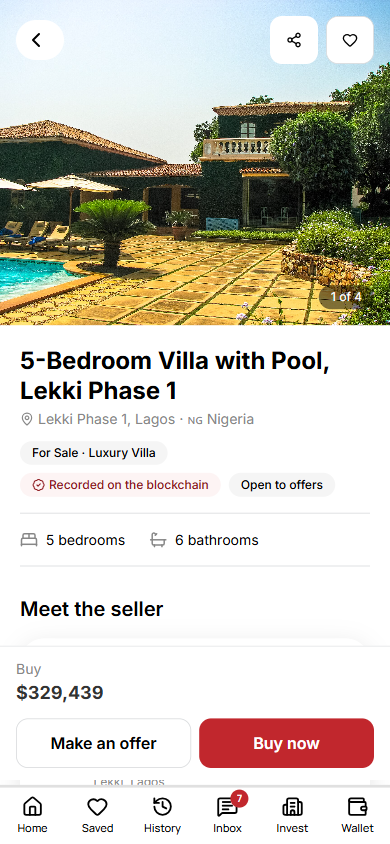 1 of 4
5-Bedroom Villa with Pool,
Lekki Phase 1
Lekki Phase 1, Lagos · NG Nigeria
For Sale · Luxury Villa
Recorded on the blockchain
Open to offers
5 bedrooms
6 bathrooms
Meet the seller
Buy
$329,439
Make an offer
Buy now
Lekki, Lagos
7
Home
Saved
History
Inbox
Invest
Wallet